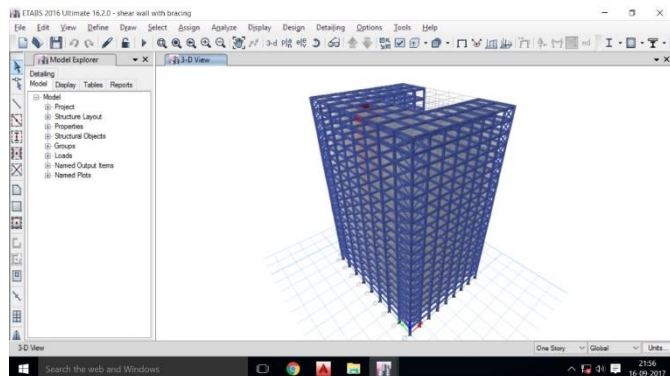 ETABS 2016 Ultimate 16.2.0 - shear wall with bracing
File Edit View Define Draw Select Assign Analyze Display Design Detailing Options Tools Help
3-d
nd
Model Explorer
3-D View
Detailing
Model Display Tables Reports
Model
Project
Structure Layout
Properties
Structural Objects
Groups
Loads
Named Output Items
Named Plots
3-D View
One Story
Global
Units...
Search the web and Windows
21:56
16-09-2017